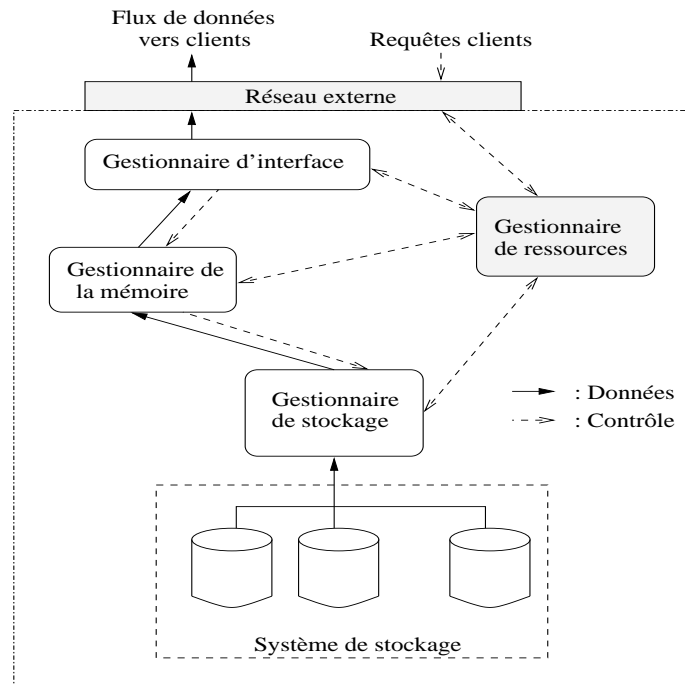 Flux de données
vers clients
Requêtes clients
Réseau externe
Gestionnaire d'interface
Gestionnaire
de ressources
Gestionnaire de
la mémoire
Gestionnaire
de stockage
: Données
: Contrôle
Système de stockage